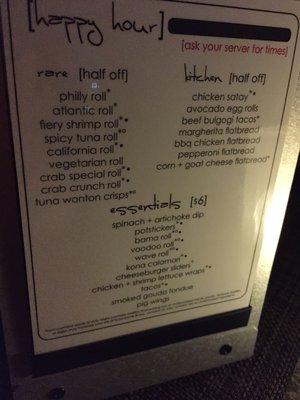 [happy hour]
[ask your server for times]
rare [half off]
philly roll*
atlantic roll*
fiery shrimp roll*•
spicy tuna roll*°
california roll*•
vegetarian roll
crab special roll*•
crab crunch roll*•
tuna wonton crisps*°
kitchen [half off]
chicken satay*•
avocado egg rolls
beef bulgogi tacos*
margherita flatbread
bbq chicken flatbread
pepperoni flatbread
corn + goat cheese flatbread*
essentials [$6]
spinach + artichoke dip
potstickers*•
bama roll*°•
voodoo roll*•
wave roll*°•
kona calamari*•
cheeseburger sliders*
chicken + shrimp lettuce wraps*•
tacos*•
smoked gouda fondue
pig wings